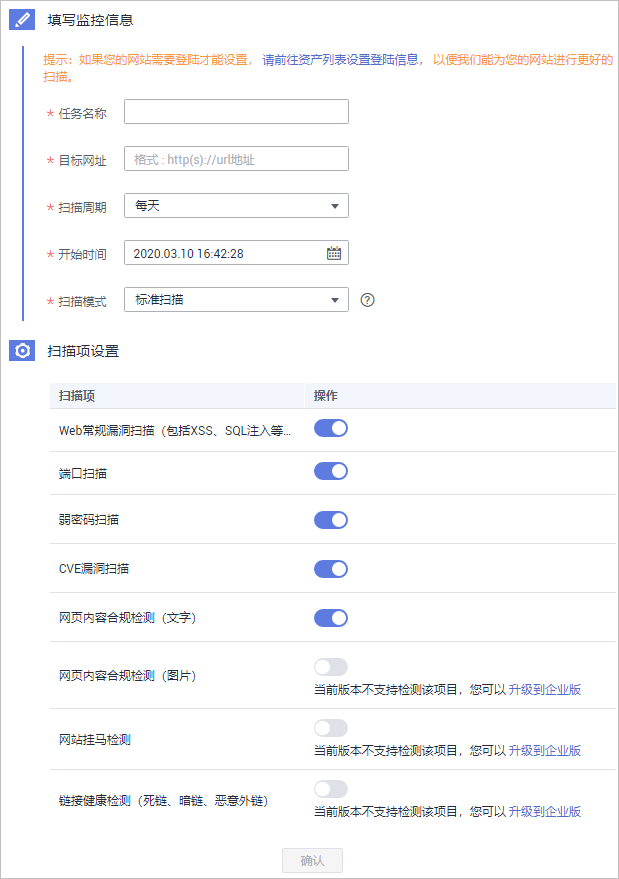 填写监控信息
提示：如果您的网站需要登陆才能设置，请前往资产列表设置登陆信息，以便我们能为您的网站进行更好的
扫描。
* 任务名称
* 目标网址 格式：http(s)://url地址
* 扫描周期 每天
* 开始时间 2020.03.10 16:42:28
* 扫描模式 标准扫描 ?
扫描项设置
扫描项 操作
Web常规漏洞扫描（包括XSS、SQL注入等...
端口扫描
弱密码扫描
CVE漏洞扫描
网页内容合规检测（文字）
网页内容合规检测（图片）
当前版本不支持检测该项目，您可以 升级到企业版
网站挂马检测
当前版本不支持检测该项目，您可以 升级到企业版
链接健康检测（死链、暗链、恶意外链）
当前版本不支持检测该项目，您可以 升级到企业版
确认